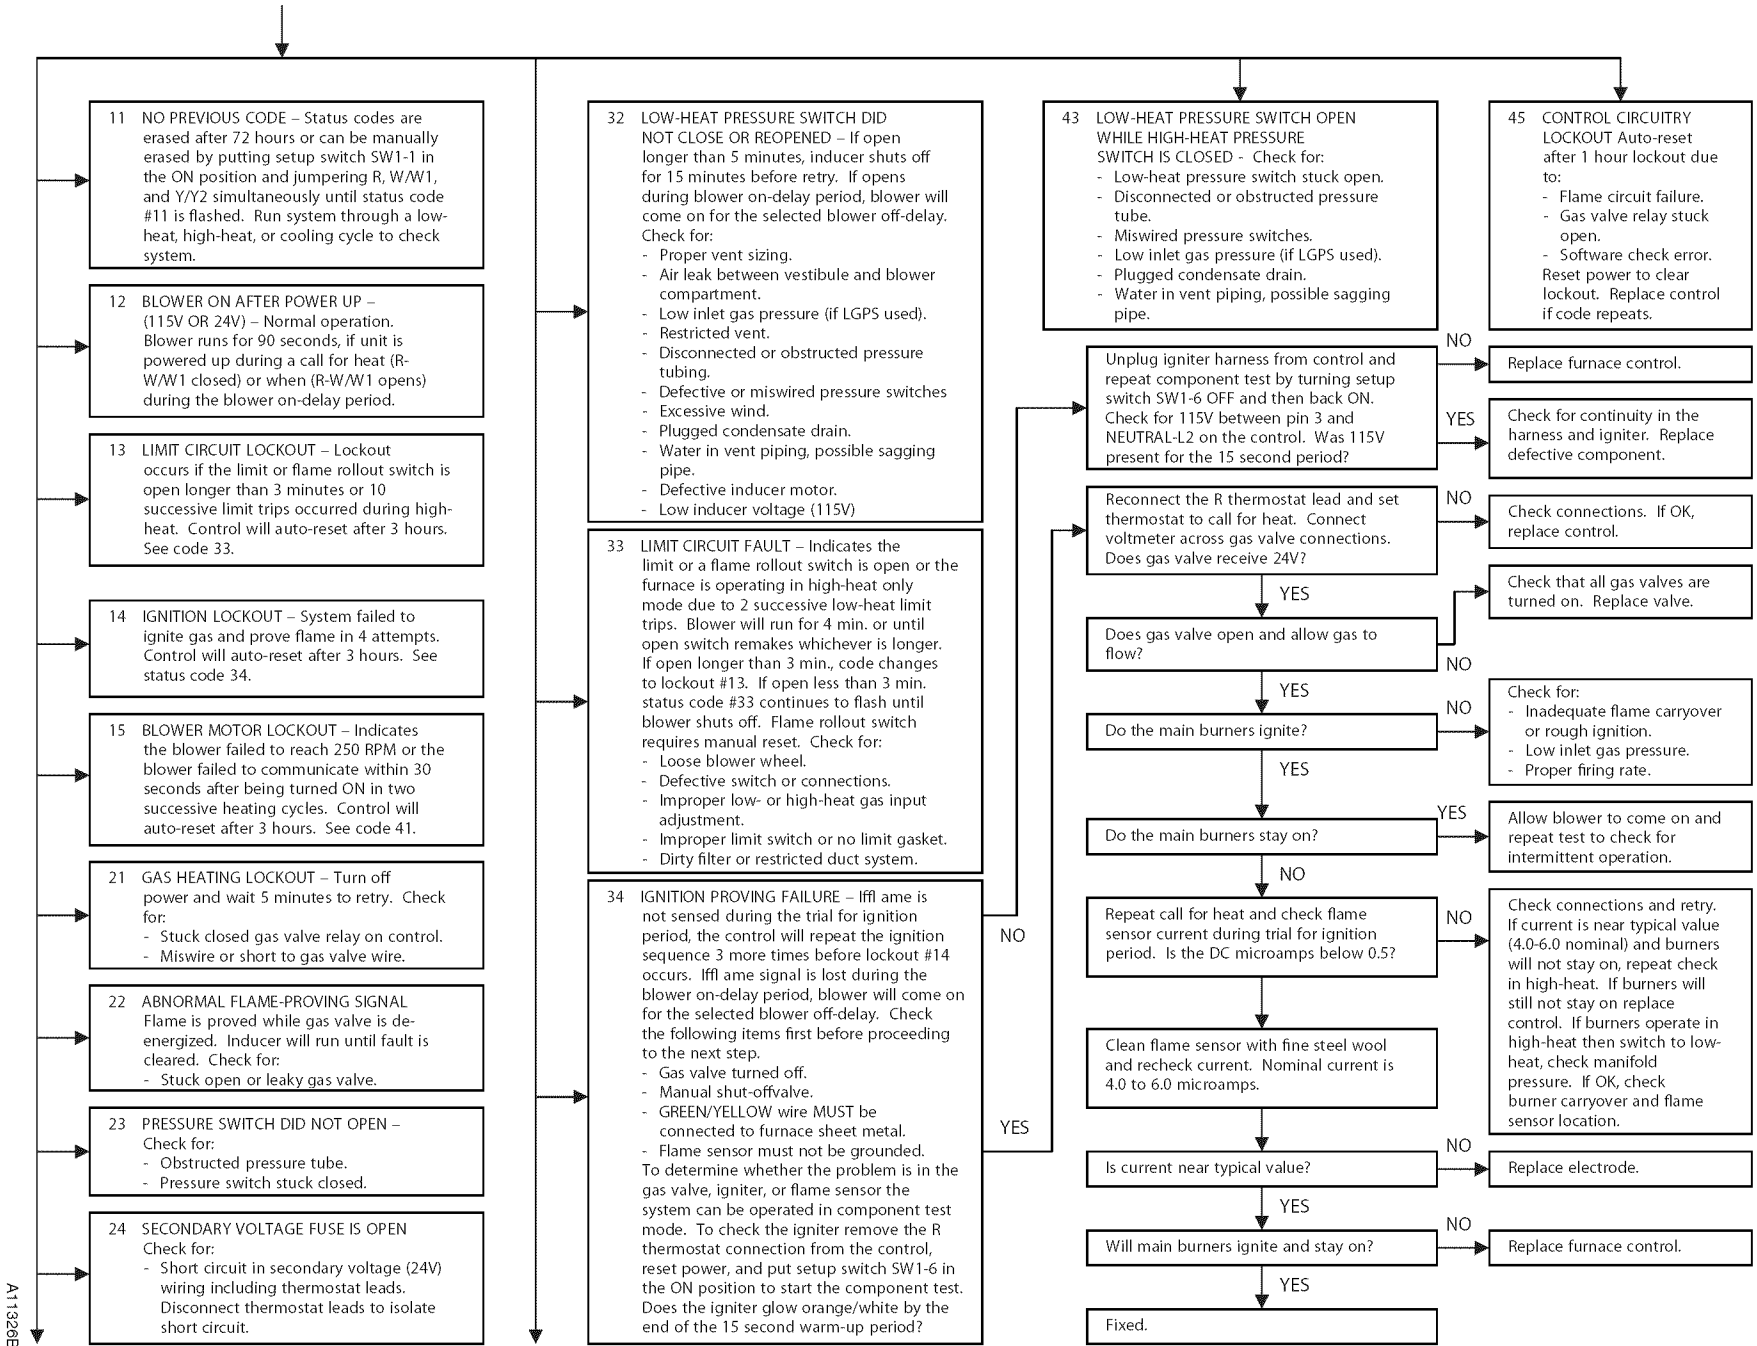 11 NO PREVIOUS CODE – Status codes are
erased after 72 hours or can be manually
erased by putting setup switch SW1-1 in
the ON position and jumpering R, W/W1,
and Y/Y2 simultaneously until status code
#11 is flashed. Run system through a low-
heat, high-heat, or cooling cycle to check
system.
12 BLOWER ON AFTER POWER UP –
(115V OR 24V) – Normal operation.
Blower runs for 90 seconds, if unit is
powered up during a call for heat (R-
W/W1 closed) or when (R-W/W1 opens)
during the blower on-delay period.
13 LIMIT CIRCUIT LOCKOUT – Lockout
occurs if the limit or flame rollout switch is
open longer than 3 minutes or 10
successive limit trips occurred during high-
heat. Control will auto-reset after 3 hours.
See code 33.
14 IGNITION LOCKOUT – System failed to
ignite gas and prove flame in 4 attempts.
Control will auto-reset after 3 hours. See
status code 34.
15 BLOWER MOTOR LOCKOUT – Indicates
the blower failed to reach 250 RPM or the
blower failed to communicate within 30
seconds after being turned ON in two
successive heating cycles. Control will
auto-reset after 3 hours. See code 41.
21 GAS HEATING LOCKOUT – Turn off
power and wait 5 minutes to retry. Check
for:
- Stuck closed gas valve relay on control.
- Miswire or short to gas valve wire.
22 ABNORMAL FLAME-PROVING SIGNAL
Flame is proved while gas valve is de-
energized. Inducer will run until fault is
cleared. Check for:
- Stuck open or leaky gas valve.
23 PRESSURE SWITCH DID NOT OPEN –
Check for:
- Obstructed pressure tube.
- Pressure switch stuck closed.
24 SECONDARY VOLTAGE FUSE IS OPEN
Check for:
- Short circuit in secondary voltage (24V)
wiring including thermostat leads.
Disconnect thermostat leads to isolate
short circuit.
32 LOW-HEAT PRESSURE SWITCH DID
NOT CLOSE OR REOPENED – If open
longer than 5 minutes, inducer shuts off
for 15 minutes before retry. If opens
during blower on-delay period, blower will
come on for the selected blower off-delay.
Check for:
- Proper vent sizing.
- Air leak between vestibule and blower
compartment.
- Low inlet gas pressure (if LGPS used).
- Restricted vent.
- Disconnected or obstructed pressure
tubing.
- Defective or miswired pressure switches
- Excessive wind.
- Plugged condensate drain.
- Water in vent piping, possible sagging
pipe.
- Defective inducer motor.
- Low inducer voltage (115V)
33 LIMIT CIRCUIT FAULT – Indicates the
limit or a flame rollout switch is open or the
furnace is operating in high-heat only
mode due to 2 successive low-heat limit
trips. Blower will run for 4 min. or until
open switch remakes whichever is longer.
If open longer than 3 min., code changes
to lockout #13. If open less than 3 min.
status code #33 continues to flash until
blower shuts off. Flame rollout switch
requires manual reset. Check for:
- Loose blower wheel.
- Defective switch or connections.
- Improper low- or high-heat gas input
adjustment.
- Improper limit switch or no limit gasket.
- Dirty filter or restricted duct system.
34 IGNITION PROVING FAILURE – Iffl ame is
not sensed during the trial for ignition
period, the control will repeat the ignition
sequence 3 more times before lockout #14
occurs. Iffl ame signal is lost during the
blower on-delay period, blower will come on
for the selected blower off-delay. Check
the following items first before proceeding
to the next step.
- Gas valve turned off.
- Manual shut-offvalve.
- GREEN/YELLOW wire MUST be
connected to furnace sheet metal.
- Flame sensor must not be grounded.
To determine whether the problem is in the
gas valve, igniter, or flame sensor the
system can be operated in component test
mode. To check the igniter remove the R
thermostat connection from the control,
reset power, and put setup switch SW1-6 in
the ON position to start the component test.
Does the igniter glow orange/white by the
end of the 15 second warm-up period?
NO
YES
43 LOW-HEAT PRESSURE SWITCH OPEN
WHILE HIGH-HEAT PRESSURE
SWITCH IS CLOSED - Check for:
- Low-heat pressure switch stuck open.
- Disconnected or obstructed pressure
tube.
- Miswired pressure switches.
- Low inlet gas pressure (if LGPS used).
- Plugged condensate drain.
- Water in vent piping, possible sagging
pipe.
45 CONTROL CIRCUITRY
LOCKOUT Auto-reset
after 1 hour lockout due
to:
- Flame circuit failure.
- Gas valve relay stuck
open.
- Software check error.
Reset power to clear
lockout. Replace control
if code repeats.
Unplug igniter harness from control and
repeat component test by turning setup
switch SW1-6 OFF and then back ON.
Check for 115V between pin 3 and
NEUTRAL-L2 on the control. Was 115V
present for the 15 second period?
NO
Replace furnace control.
YES
Check for continuity in the
harness and igniter. Replace
defective component.
Reconnect the R thermostat lead and set
thermostat to call for heat. Connect
voltmeter across gas valve connections.
Does gas valve receive 24V?
NO
Check connections. If OK,
replace control.
YES
Does gas valve open and allow gas to
flow?
NO
Check that all gas valves are
turned on. Replace valve.
YES
Do the main burners ignite?
NO
Check for:
- Inadequate flame carryover
or rough ignition.
- Low inlet gas pressure.
- Proper firing rate.
YES
Do the main burners stay on?
YES
Allow blower to come on and
repeat test to check for
intermittent operation.
NO
Repeat call for heat and check flame
sensor current during trial for ignition
period. Is the DC microamps below 0.5?
NO
Check connections and retry.
If current is near typical value
(4.0-6.0 nominal) and burners
will not stay on, repeat check
in high-heat. If burners will
still not stay on replace
control. If burners operate in
high-heat then switch to low-
heat, check manifold
pressure. If OK, check
burner carryover and flame
sensor location.
Clean flame sensor with fine steel wool
and recheck current. Nominal current is
4.0 to 6.0 microamps.
Is current near typical value?
NO
Replace electrode.
YES
Will main burners ignite and stay on?
NO
Replace furnace control.
YES
Fixed.
A11326E